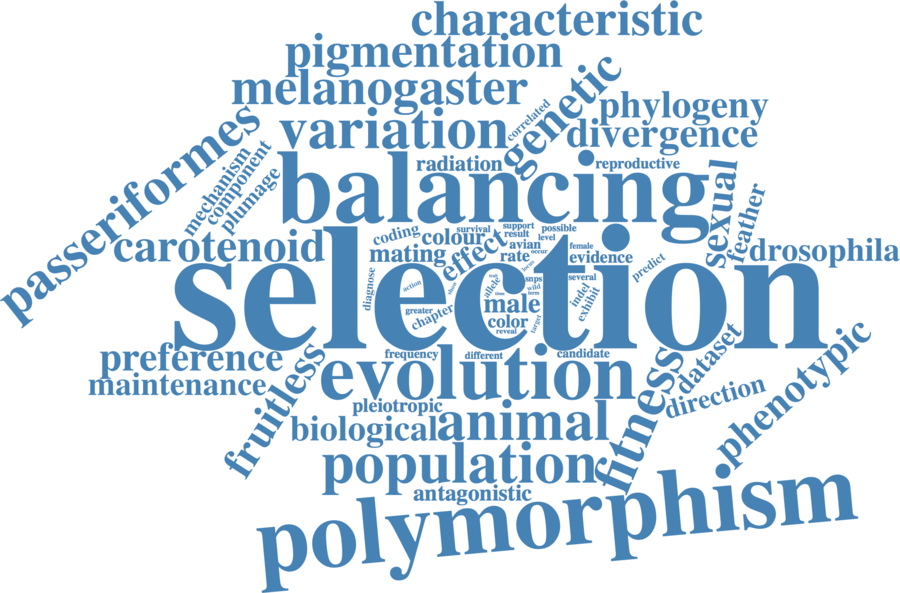 characteristic
pigmentation
melanogaster
genetic
phylogeny
variation
correlated
divergence
passeriformes
mechanism
component
plumage
radiation
reproductive
balancing
sexual
feather
carotenoid
coding
colour
survival
support
result
possible
level
mating
effect
avian
rate
occur
female
evidence
drosophila
selection
diagnose
action
allele
snps
several
predict
locus
wild
indel
exhibit
greater
chapter
male
color
reveal
target
preference
maintenance
fruitless
frequency
different
candidate
evolution
fitness
dataset
direction
phenotypic
pleiotropic
biological
animal
population
antagonistic
polymorphism